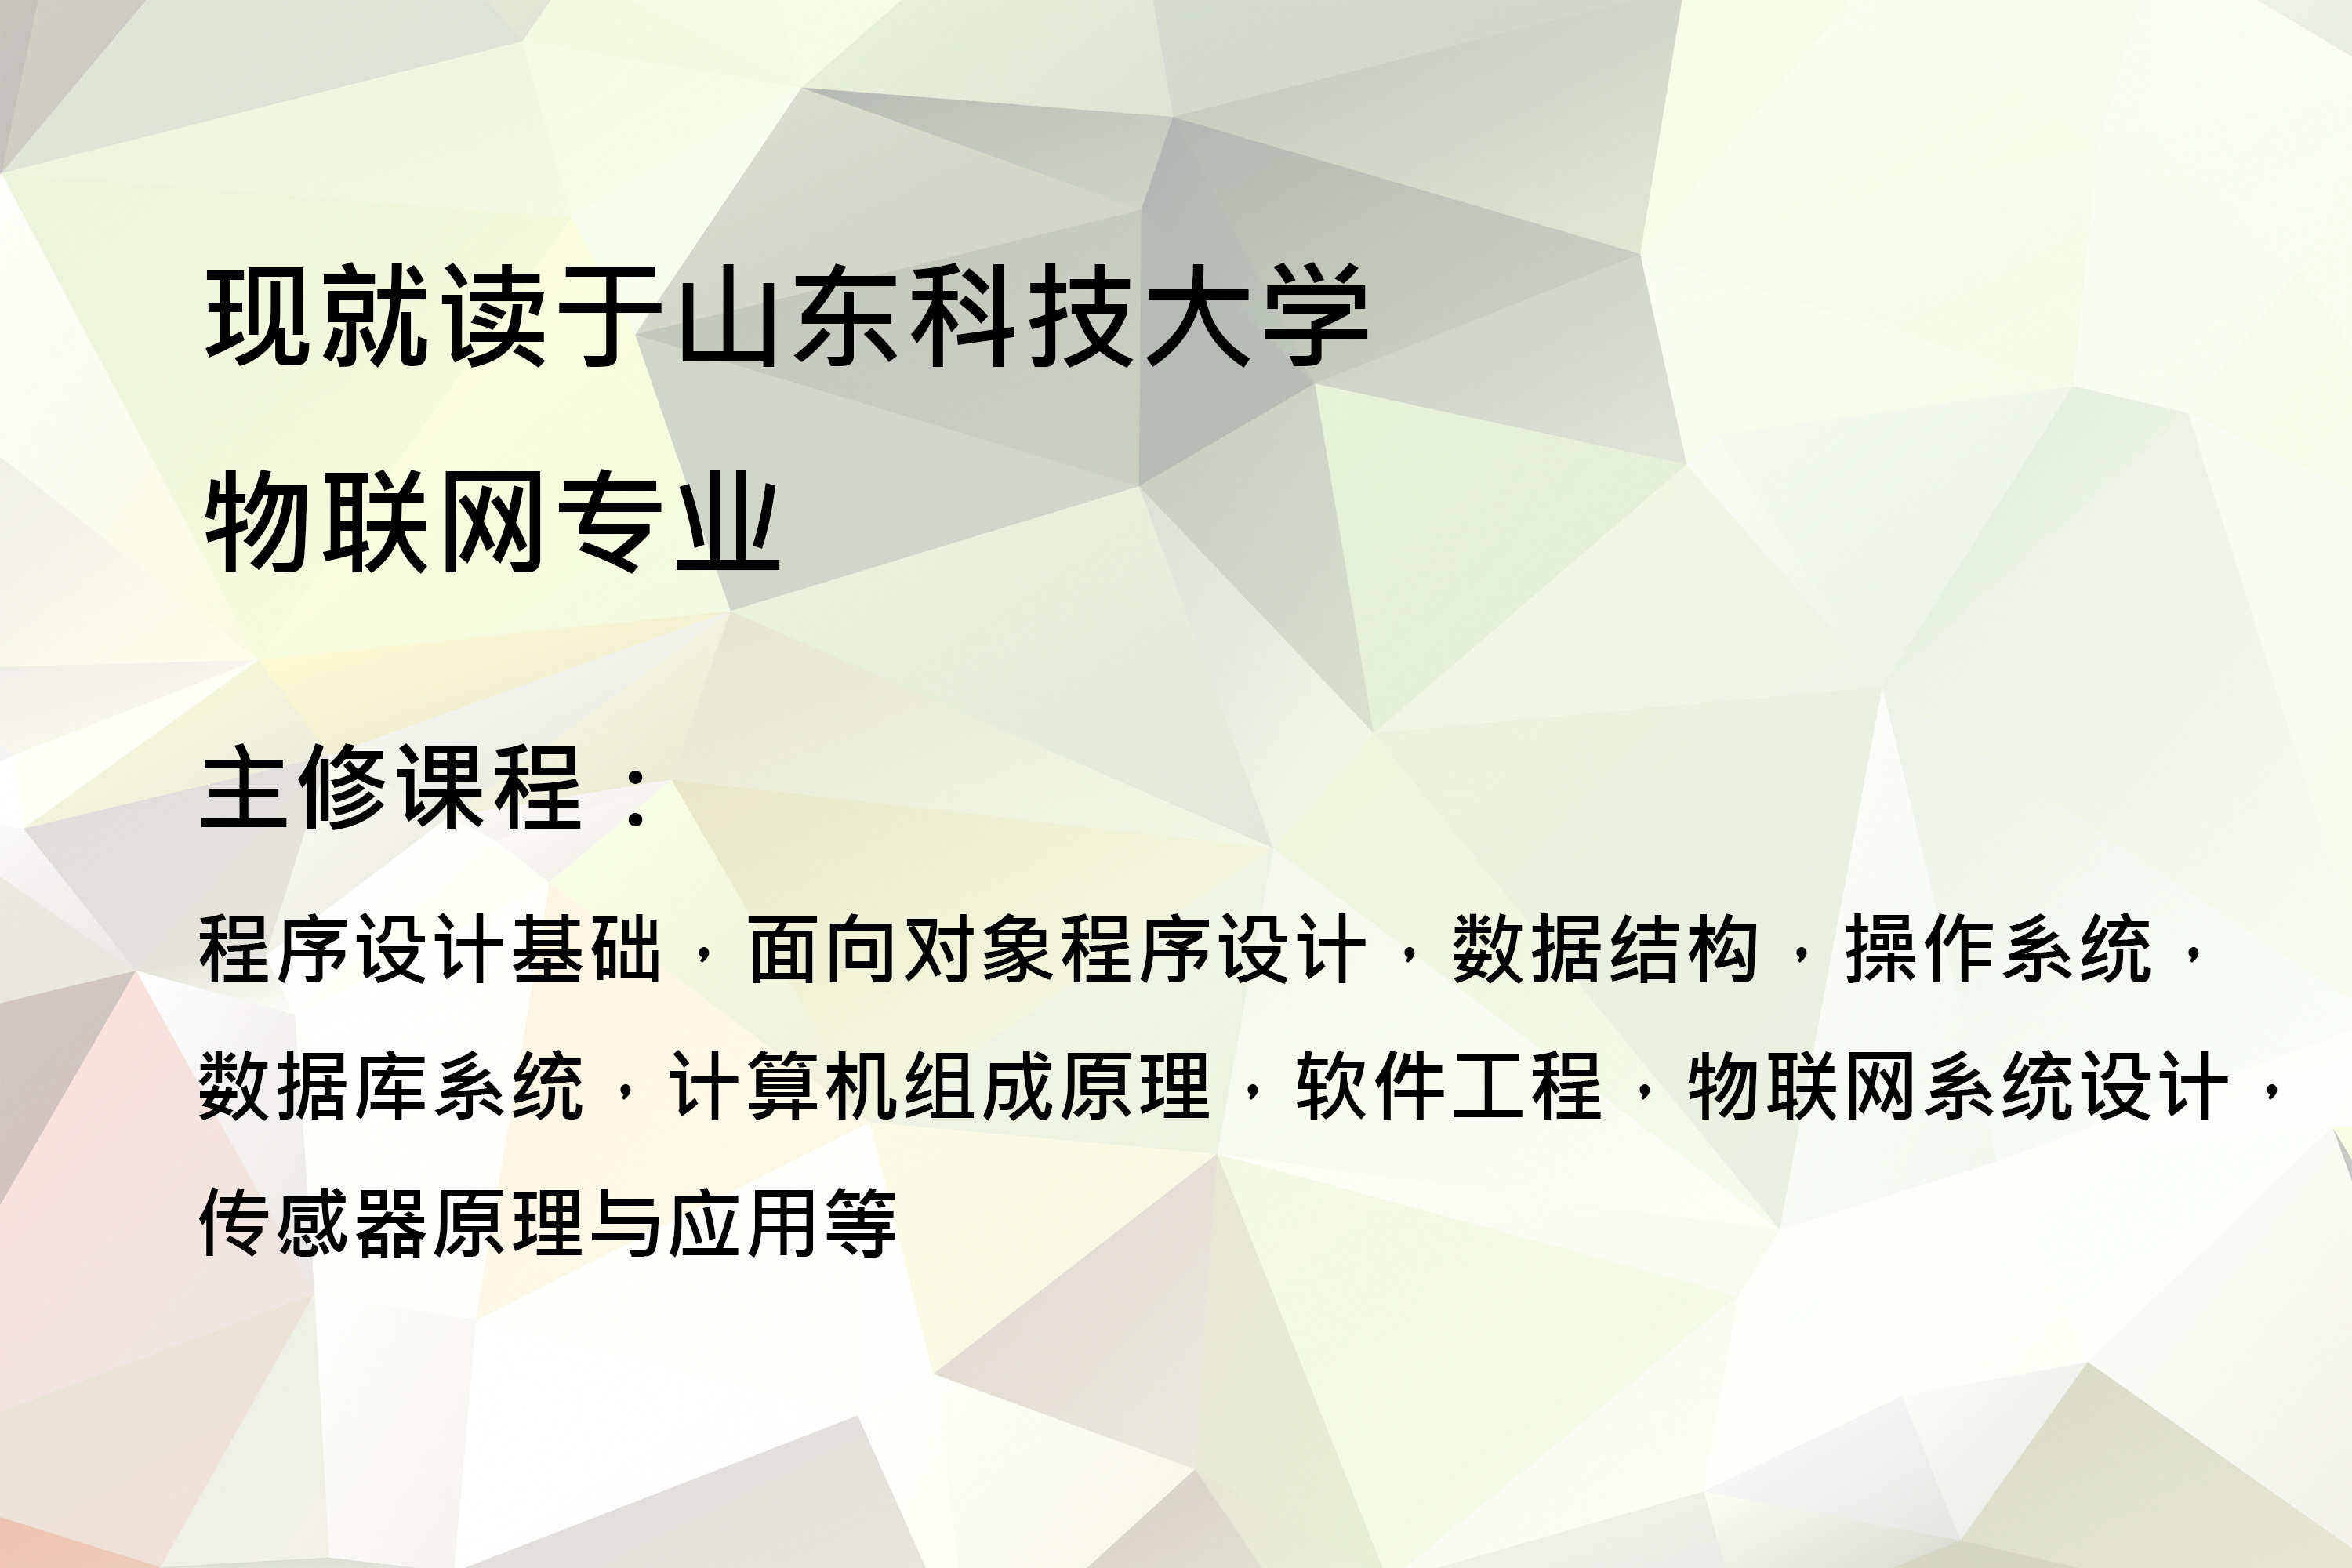 现就读于山东科技大学
物联网专业
主修课程：
程序设计基础，面向对象程序设计，数据结构，操作系统，
数据库系统，计算机组成原理，软件工程，物联网系统设计，
传感器原理与应用等